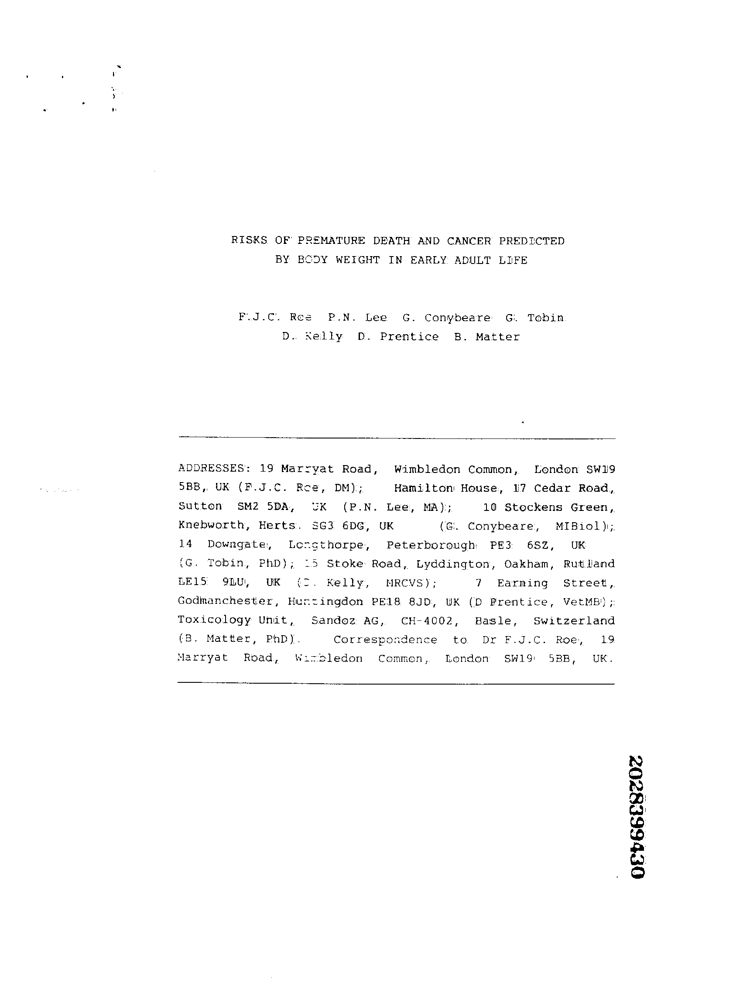 RISKS OF PREMATURE DEATH AND CANCER PREDICTED
BY BODY WEIGHT IN EARLY ADULT LIFE
F.J.C. Roe P.N. Lee G. Conybeare G. Tobin
D. Kelly D. Prentice B. Matter
ADDRESSES: 19 Marryat Road, Wimbledon Common, London SW19
5BB, UK (F.J.C. Roe, DM); Hamilton House, 17 Cedar Road,
Sutton SM2 5DA, UK (P.N. Lee, MA); 10 Stockens Green,
Knebworth, Herts. SG3 6DG, UK (G. Conybeare, MIBiol);
14 Downgate, Longthorpe, Peterborough PE3 6SZ, UK
(G. Tobin, PhD); 15 Stoke Road, Lyddington, Oakham, Rutland
LE15 9LU, UK (D. Kelly, MRCVS); 7 Earning Street,
Godmanchester, Huntingdon PE18 8JD, UK (D Prentice, VetMB);
Toxicology Unit, Sandoz AG, CH-4002, Basle, Switzerland
(B. Matter, PhD). Correspondence to Dr F.J.C. Roe, 19
Marryat Road, Wimbledon Common, London SW19 5BB, UK.
2028399430